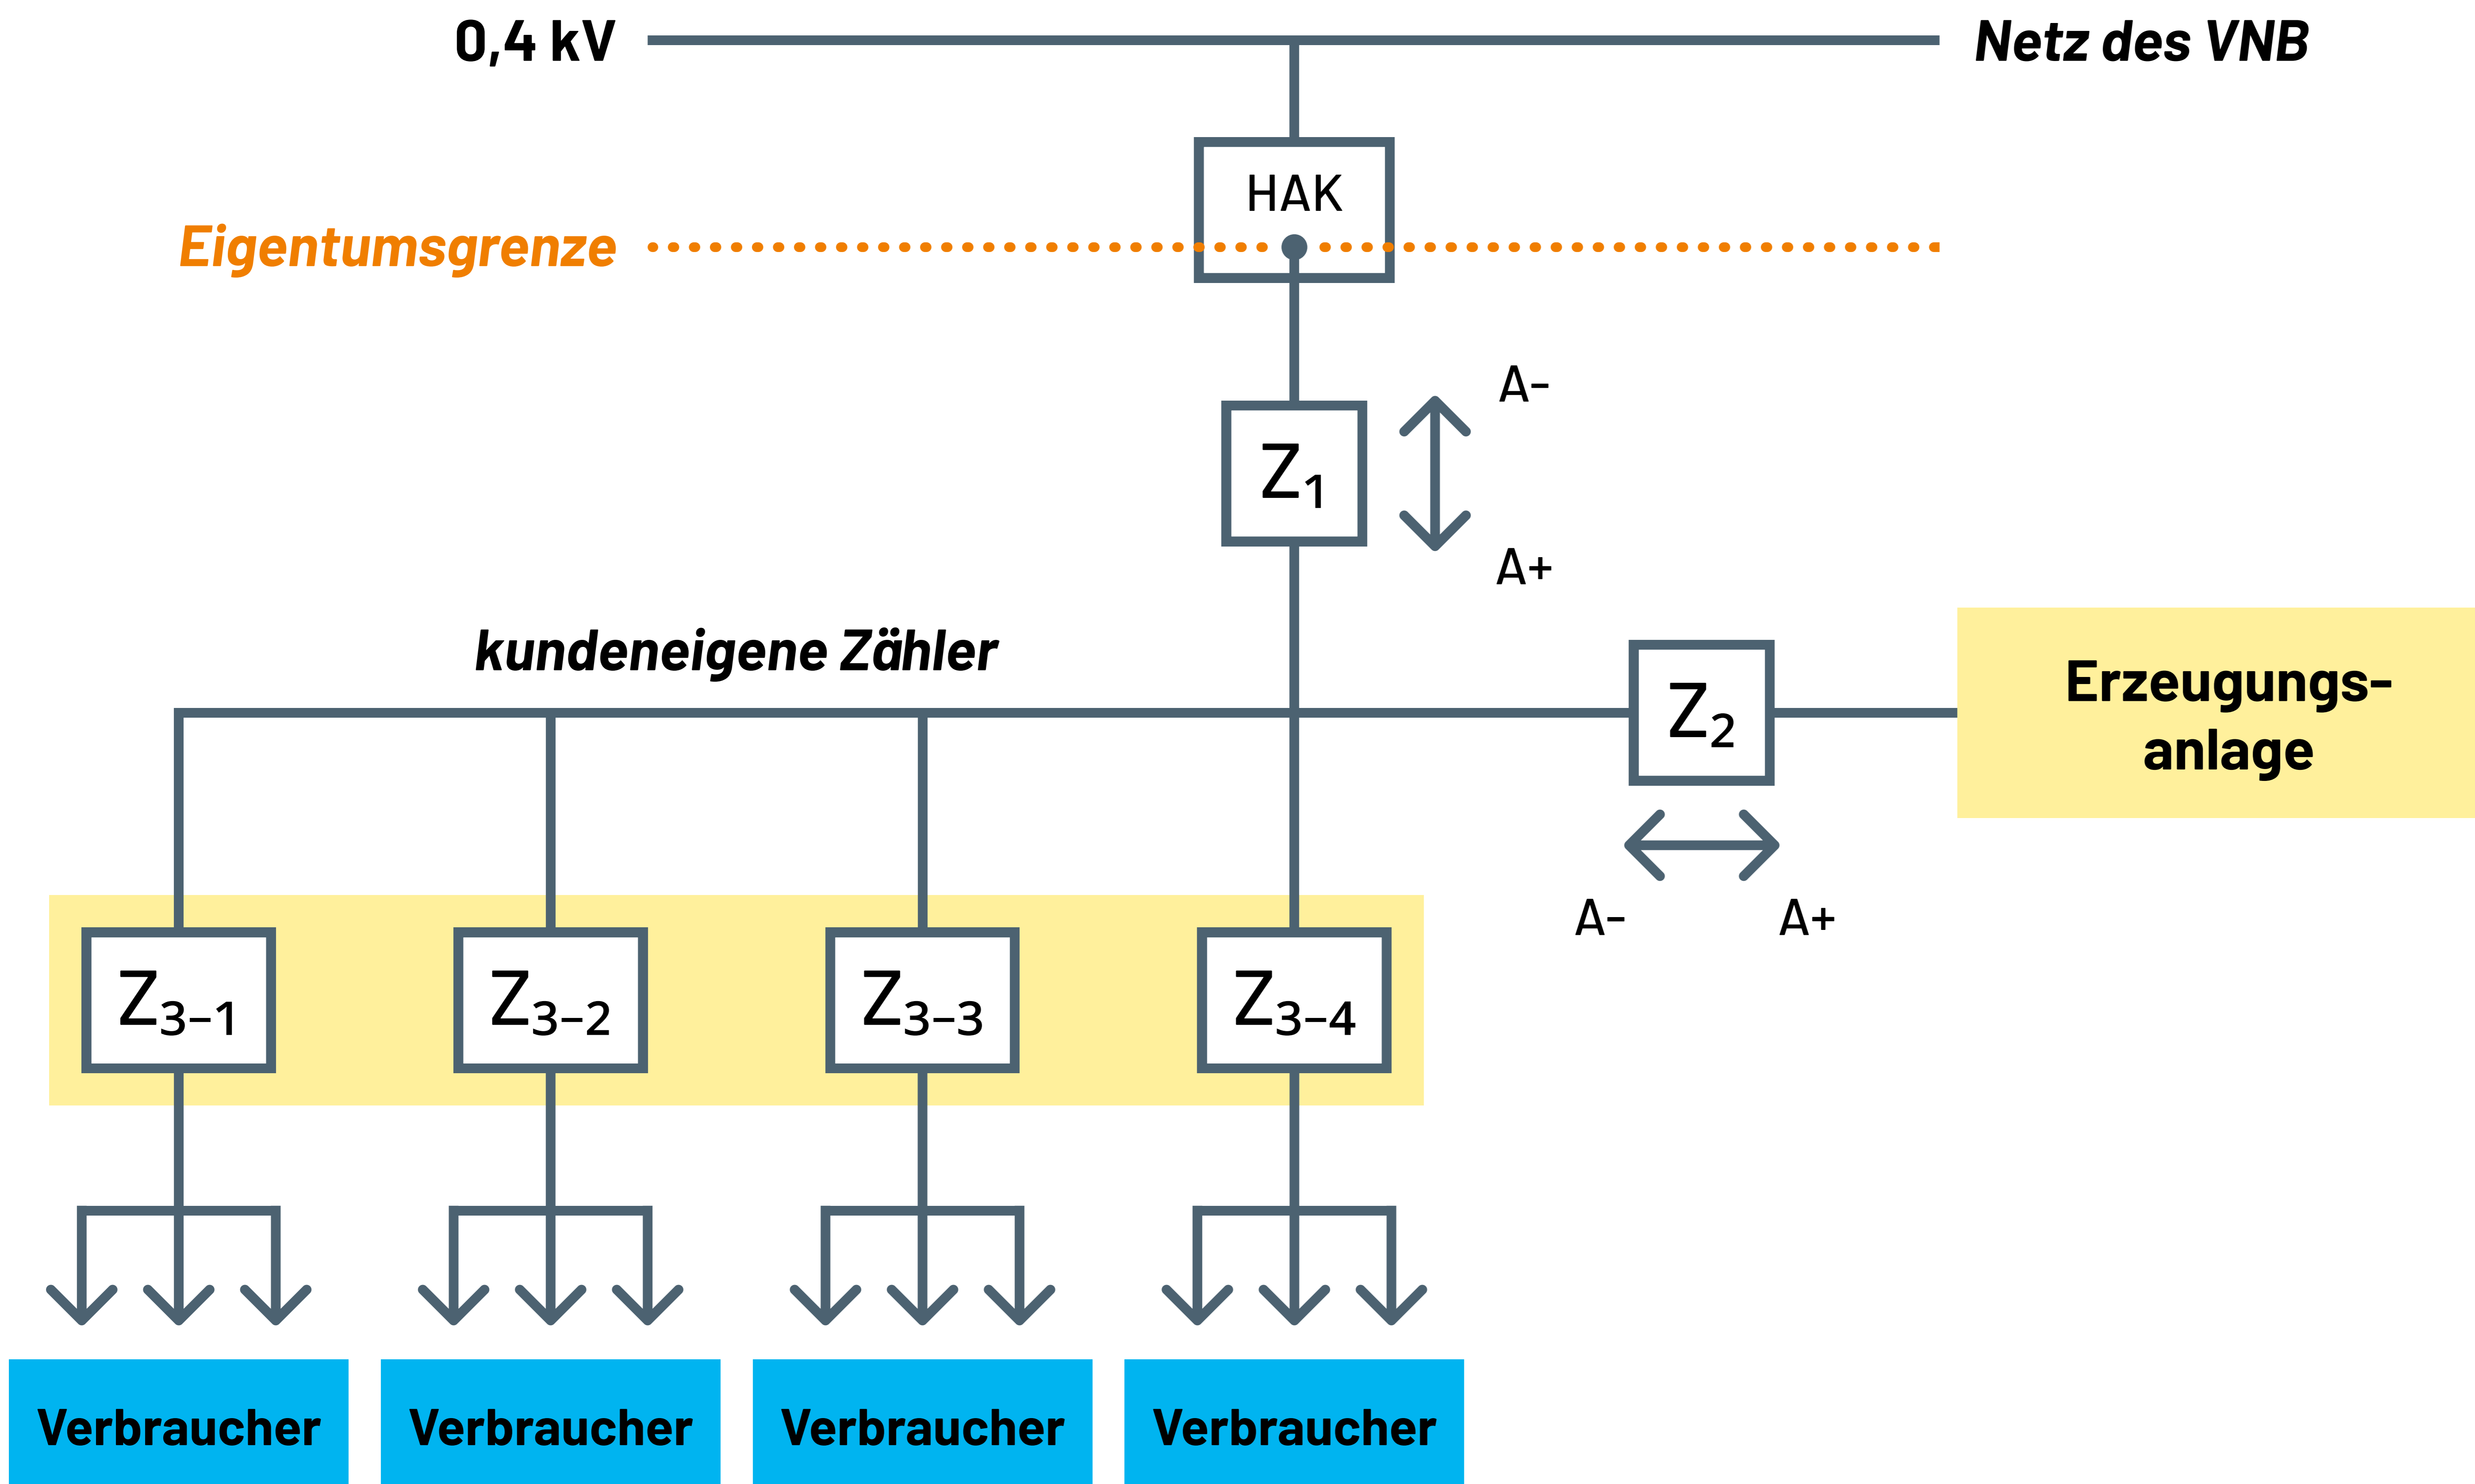 0,4 kV
Netz des VNB
HAK
Eigentumsgrenze
A-
Z₁
A+
kundeneigene Zähler
Z₂
Erzeugungs-
anlage
A- A+
Z₃₋₁ Z₃₋₂ Z₃₋₃ Z₃₋₄
Verbraucher Verbraucher Verbraucher Verbraucher